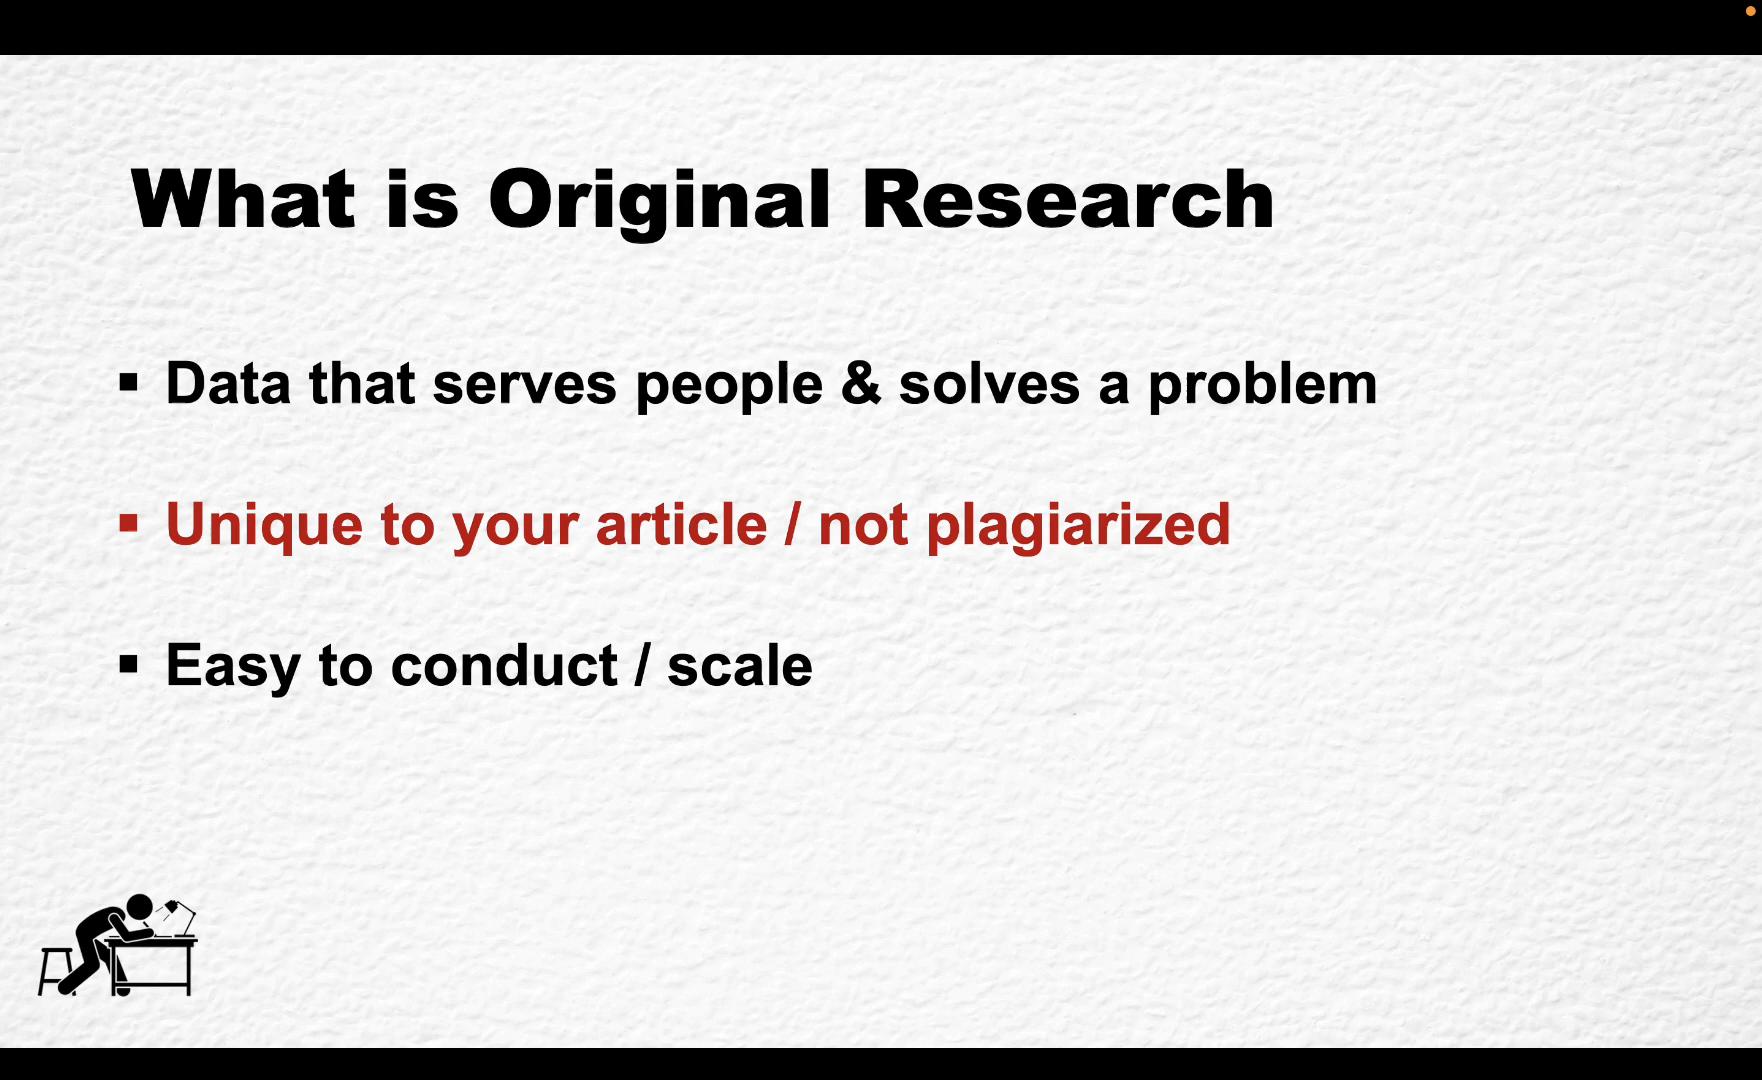 What is Original Research
▪ Data that serves people & solves a problem
▪ Unique to your article / not plagiarized
▪ Easy to conduct / scale